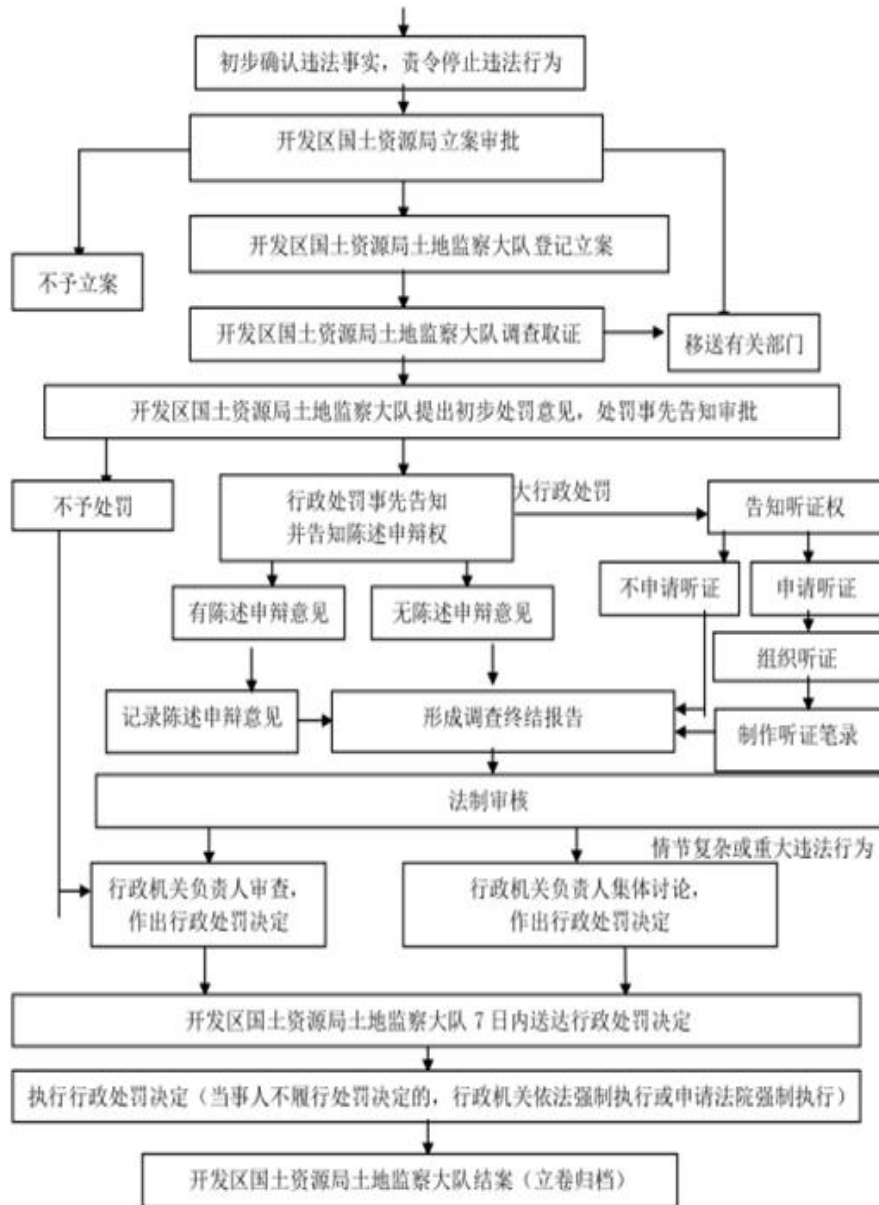 初步确认违法事实，责令停止违法行为
开发区国土资源局立案审批
开发区国土资源局土地监察大队登记立案
不予立案
开发区国土资源局土地监察大队调查取证
移送有关部门
开发区国土资源局土地监察大队提出初步处罚意见，处罚事先告知审批
不予处罚
行政处罚事先告知
并告知陈述申辩权
大行政处罚
告知听证权
有陈述申辩意见
无陈述申辩意见
不申请听证
申请听证
组织听证
记录陈述申辩意见
形成调查终结报告
制作听证笔录
法制审核
情节复杂或重大违法行为
行政机关负责人审查，
作出行政处罚决定
行政机关负责人集体讨论，
作出行政处罚决定
开发区国土资源局土地监察大队 7 日内送达行政处罚决定
执行行政处罚决定（当事人不履行处罚决定的，行政机关依法强制执行或申请法院强制执行）
开发区国土资源局土地监察大队结案（立卷归档）